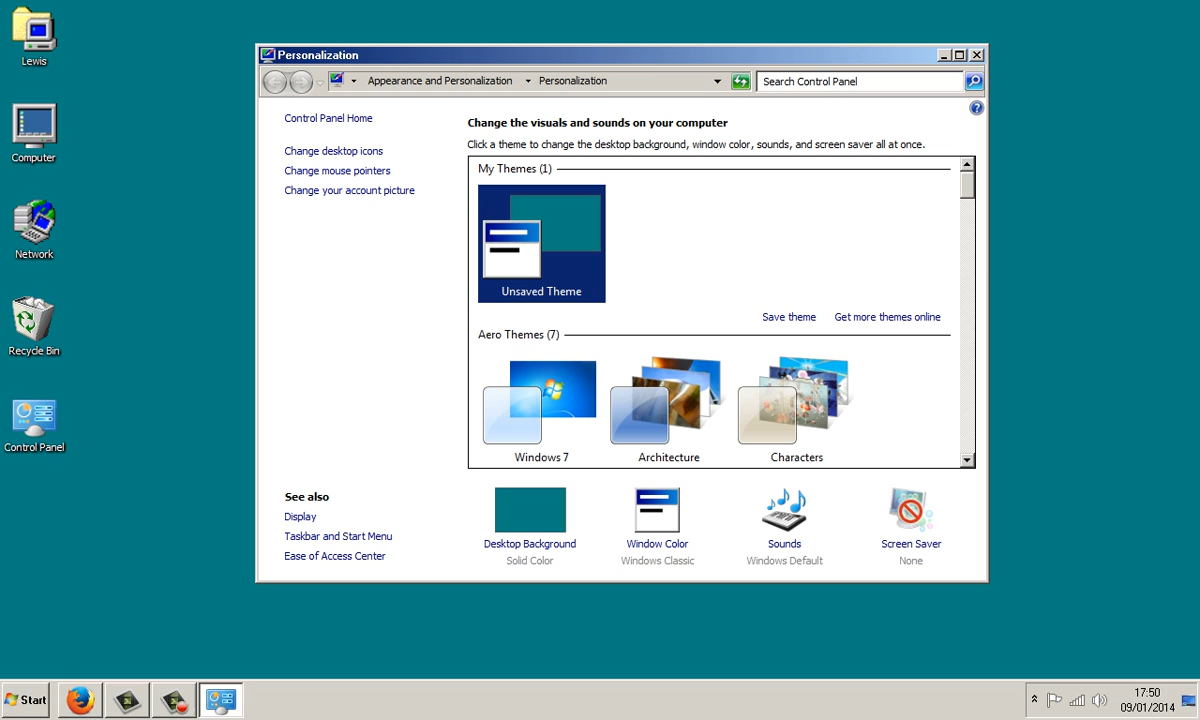 Lewis
Computer
Network
Recycle Bin
Control Panel
Personalization
Appearance and Personalization
Personalization
Search Control Panel
Control Panel Home
Change desktop icons
Change mouse pointers
Change your account picture
Change the visuals and sounds on your computer
Click a theme to change the desktop background, window color, sounds, and screen saver all at once.
My Themes (1)
Unsaved Theme
Save theme
Get more themes online
Aero Themes (7)
Windows 7
Architecture
Characters
See also
Display
Taskbar and Start Menu
Ease of Access Center
Desktop Background
Solid Color
Window Color
Windows Classic
Sounds
Windows Default
Screen Saver
None
Start
17:50
09/01/2014